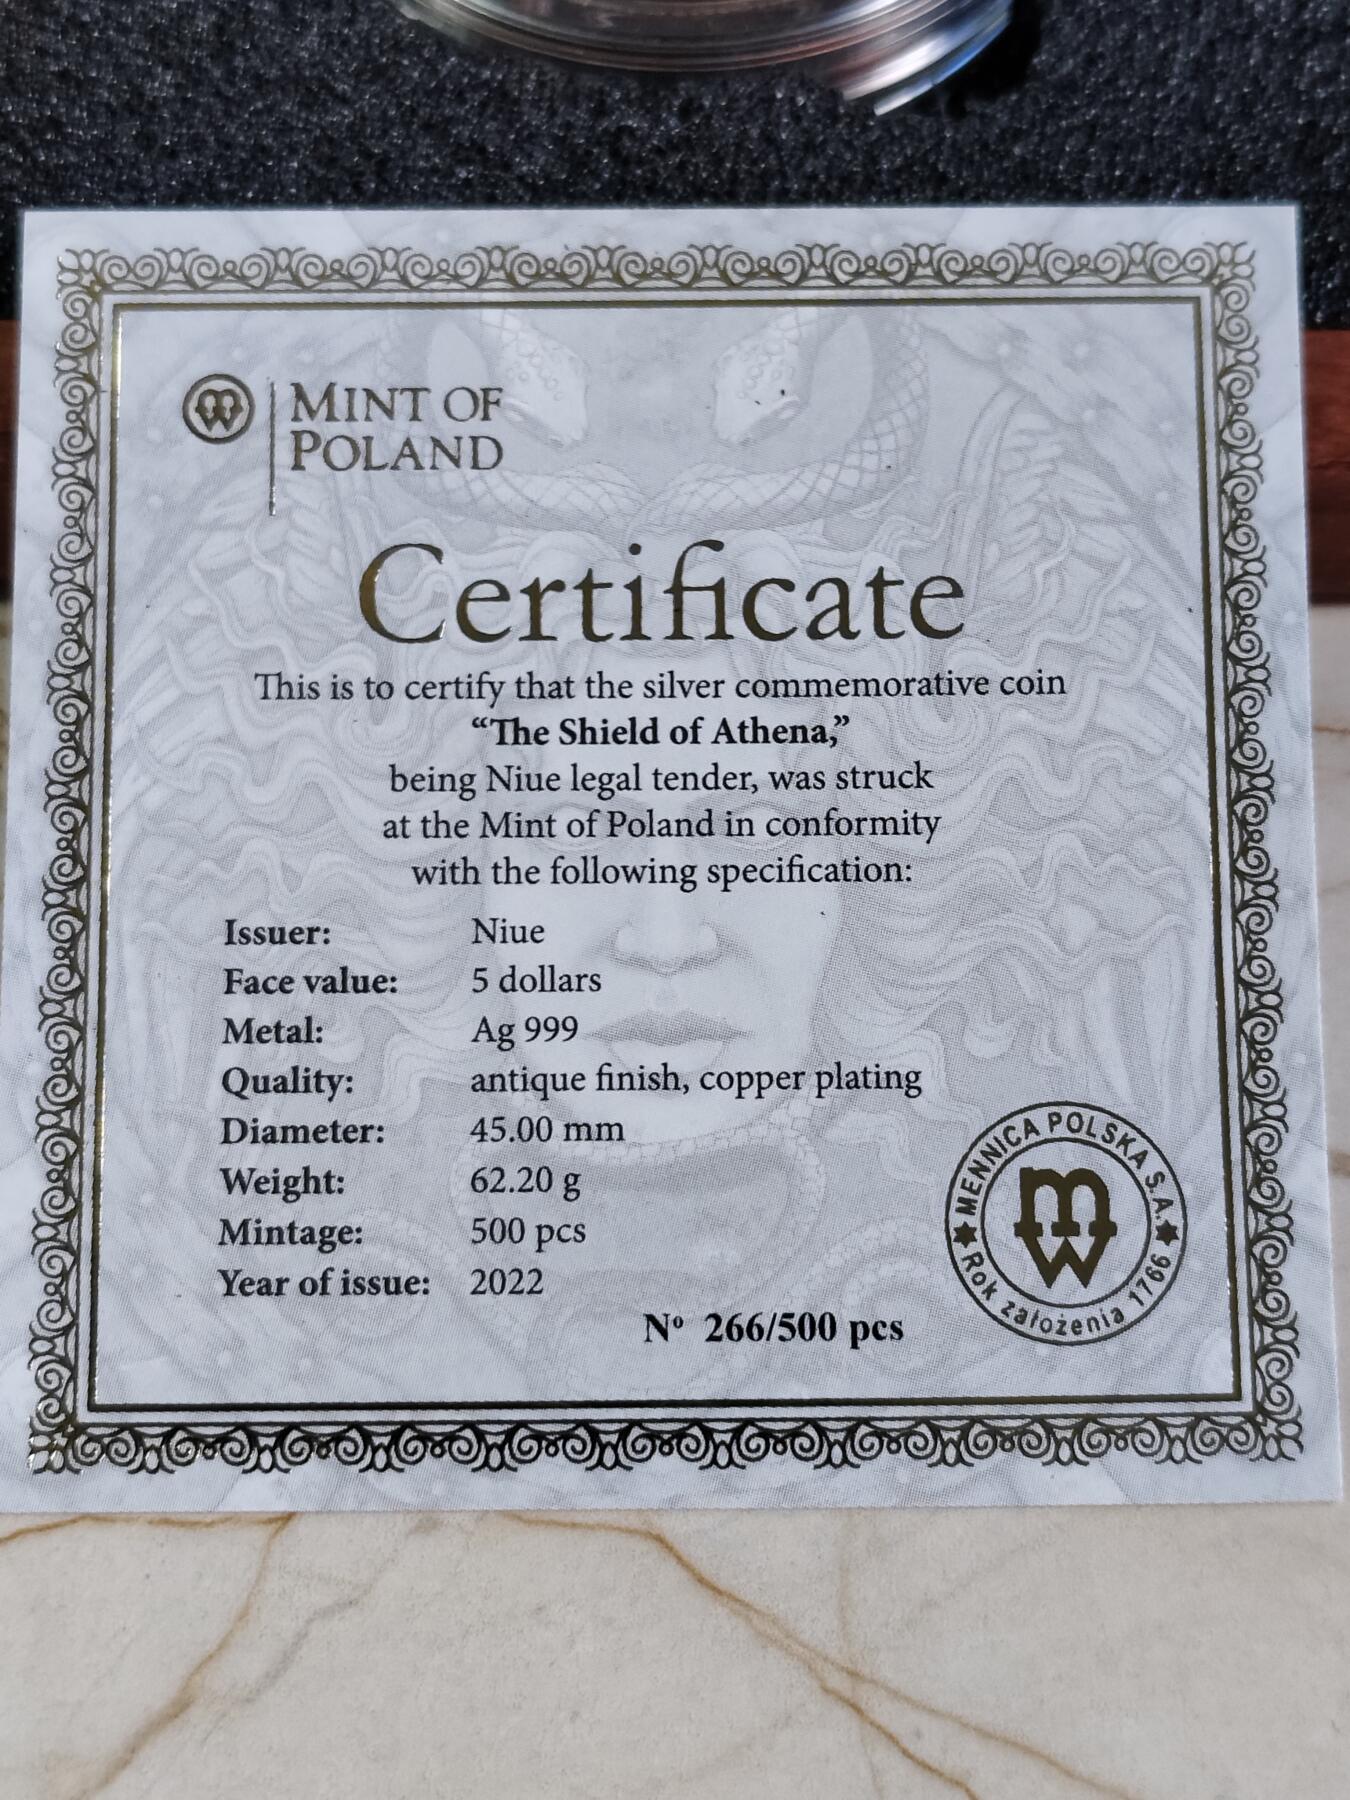 MINT OF
POLAND
Certificate
This is to certify that the silver commemorative coin
“The Shield of Athena,”
being Niue legal tender, was struck
at the Mint of Poland in conformity
with the following specification:
Issuer: Niue
Face value: 5 dollars
Metal: Ag 999
Quality: antique finish, copper plating
Diameter: 45.00 mm
Weight: 62.20 g
Mintage: 500 pcs
Year of issue: 2022
Nº 266/500 pcs
MENNICA POLSKA S.A.
Rok założenia 1766